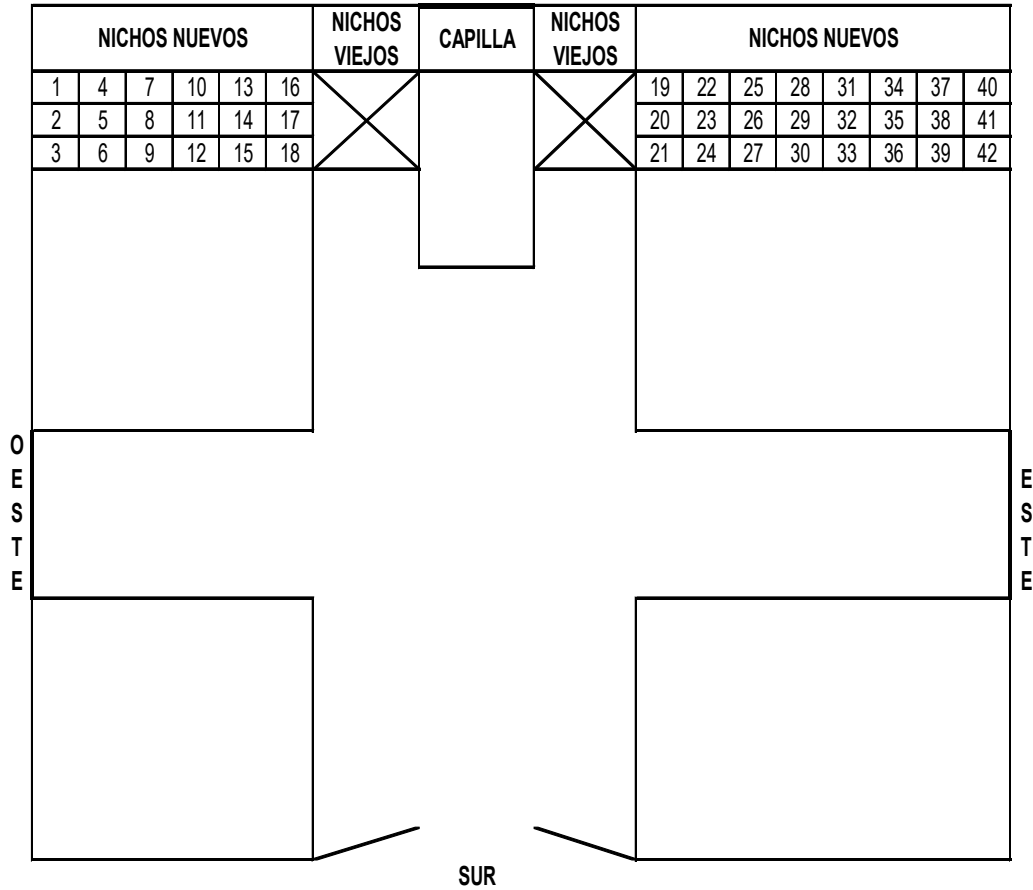 NICHOS NUEVOS
NICHOS
VIEJOS
CAPILLA
NICHOS
VIEJOS
NICHOS NUEVOS
1 4 7 10 13 16
19 22 25 28 31 34 37 40
2 5 8 11 14 17
20 23 26 29 32 35 38 41
3 6 9 12 15 18
21 24 27 30 33 36 39 42
OESTE
ESTE
SUR